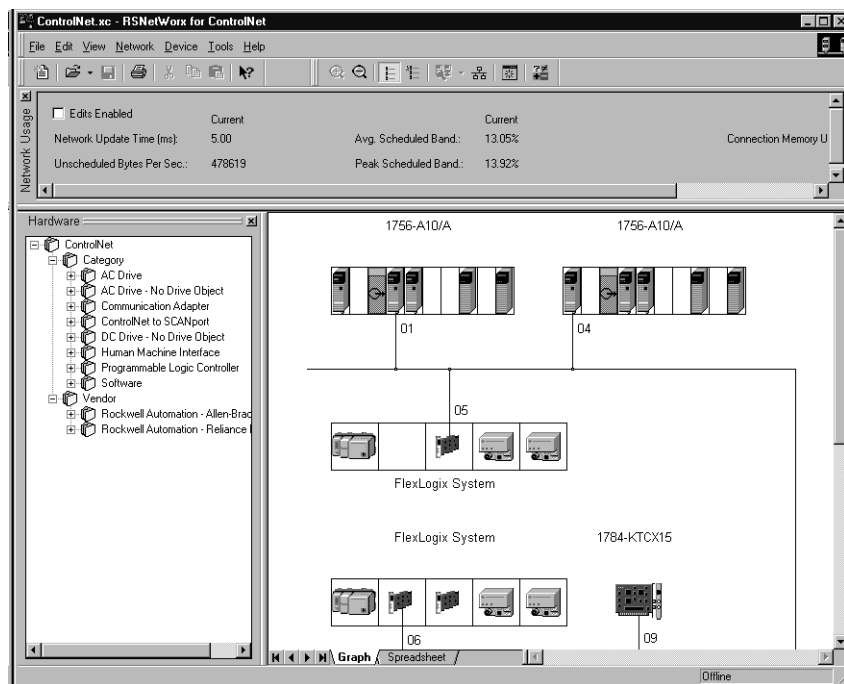 ControlNet.xc - RSNetWorx for ControlNet
File Edit View Network Device Tools Help
Network Usage
Edits Enabled
Current
Current
Network Update Time (ms): 5.00 Avg. Scheduled Band.: 13.05% Connection Memory U
Unscheduled Bytes Per Sec.: 478619 Peak Scheduled Band.: 13.92%
Hardware
ControlNet
Category
AC Drive
AC Drive - No Drive Object
Communication Adapter
ControlNet to SCANport
DC Drive - No Drive Object
Human Machine Interface
Programmable Logic Controller
Software
Vendor
Rockwell Automation - Allen-Brad
Rockwell Automation - Reliance
1756-A10/A 1756-A10/A
01 04
05
FlexLogix System
FlexLogix System 1784-KTCX15
06 09
Graph Spreadsheet
Offline